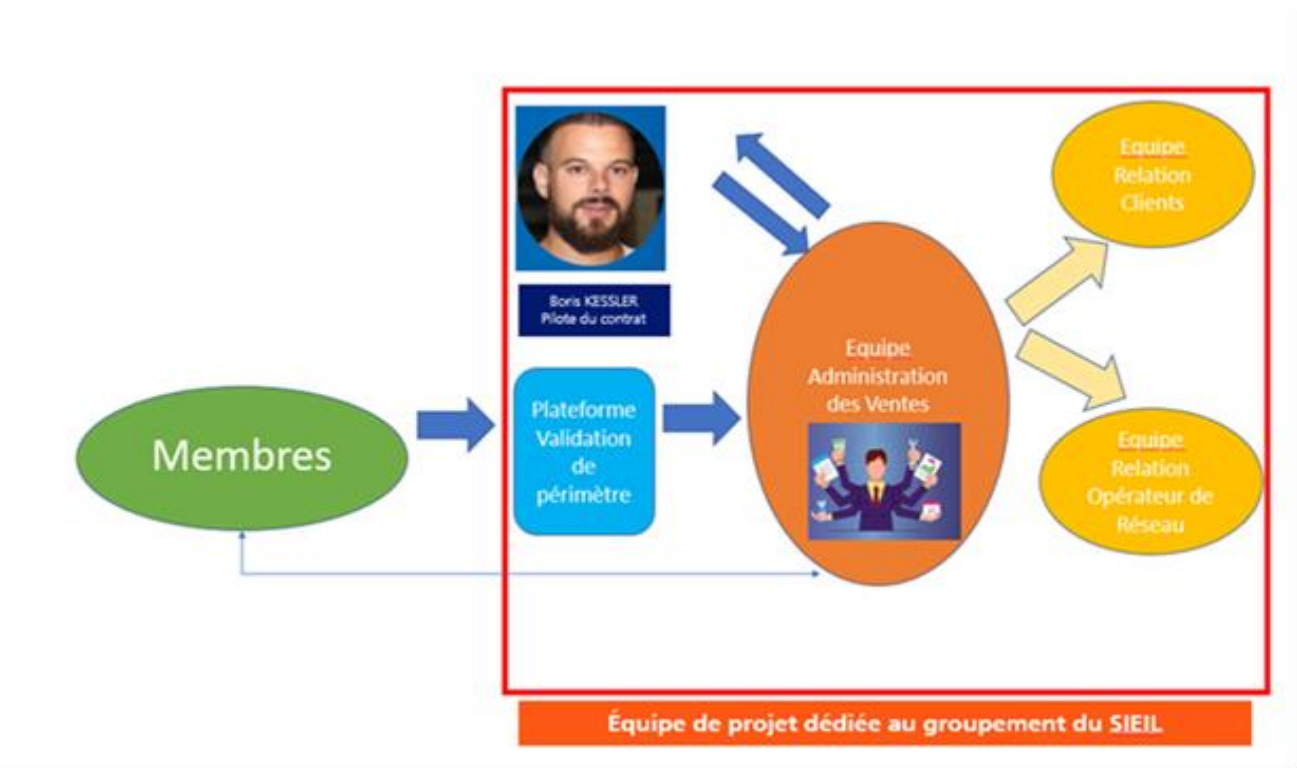 Boris KESSLER
Pilote du contrat
Membres
Plateforme
Validation
de
périmètre
Equipe
Administration
des Ventes
Equipe
Relation
Clients
Equipe
Relation
Opérateur de
Réseau
Équipe de projet dédiée au groupement du SIEIL